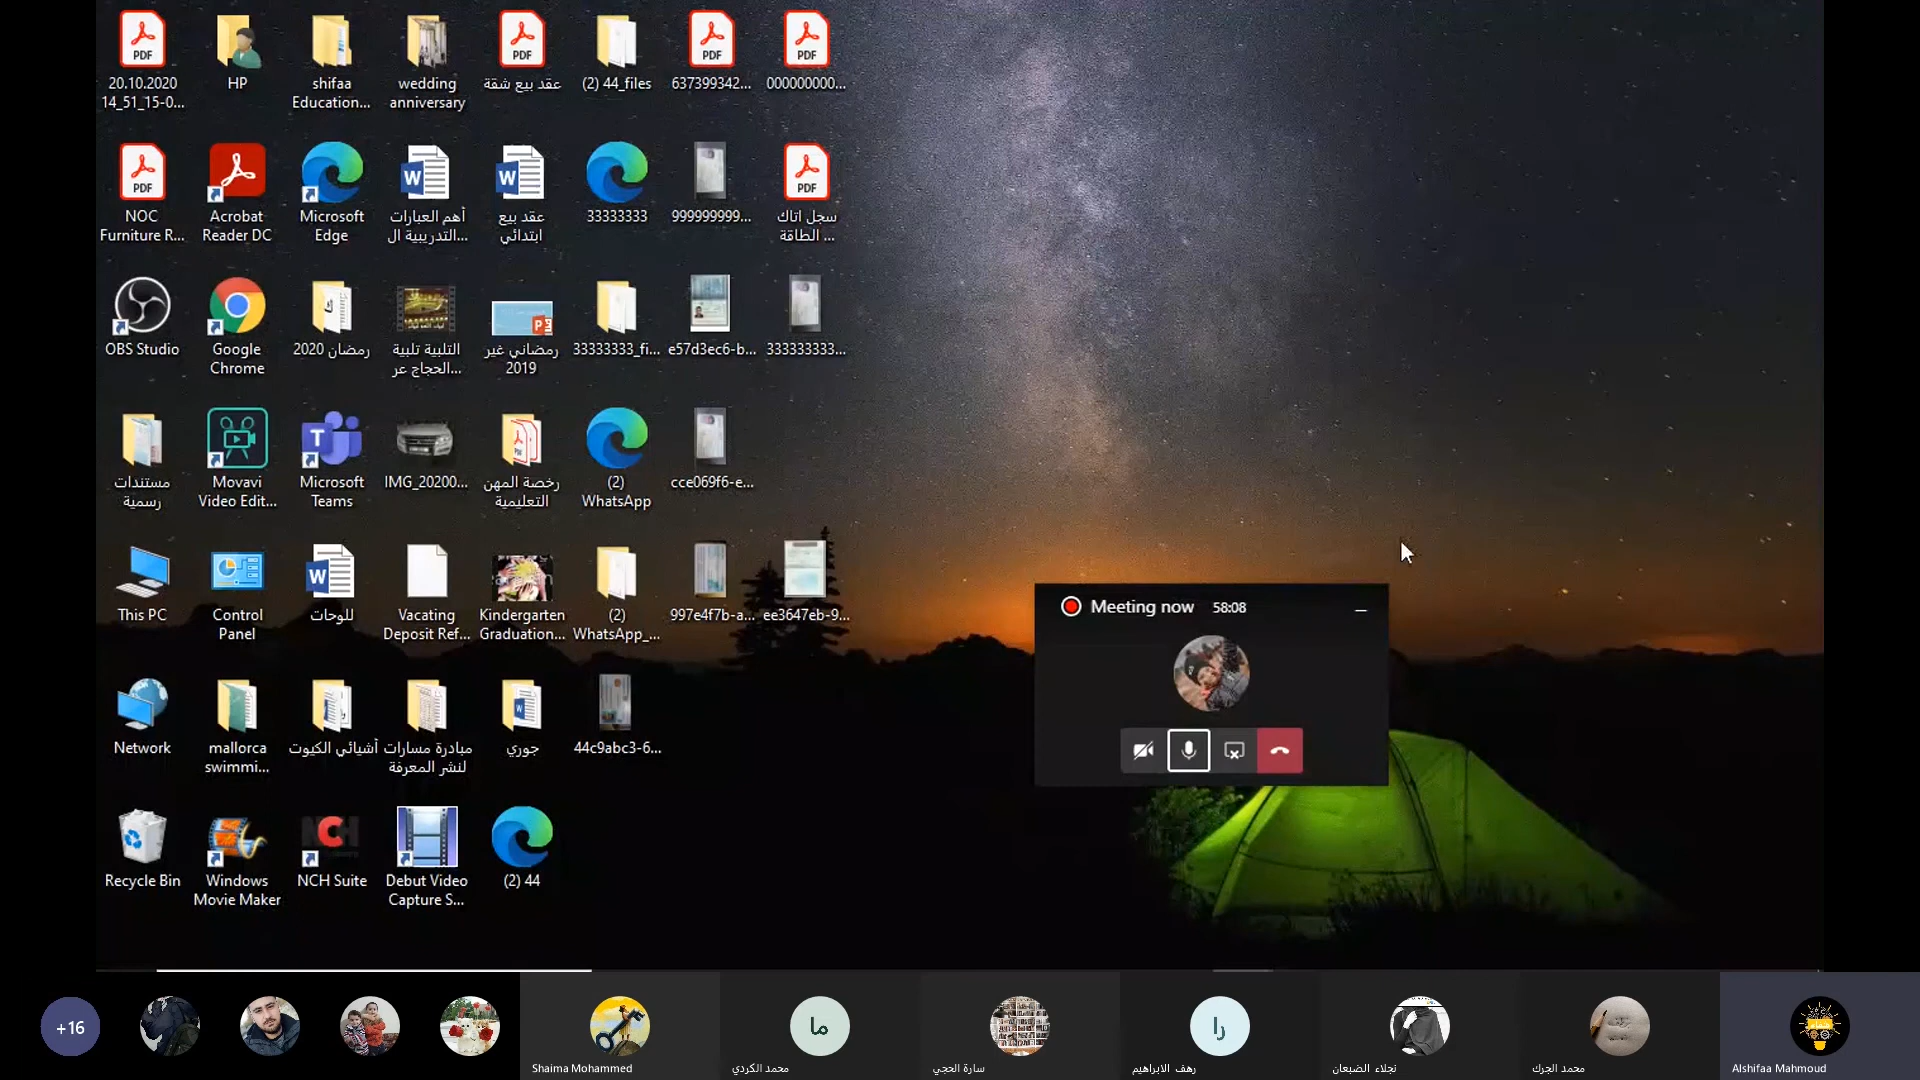 20.10.2020
14_51_15-0...
HP
shifaa
Education...
wedding
anniversary
عقد بيع شقة
(2) 44_files
637399342...
000000000...
NOC
Furniture R...
Acrobat
Reader DC
Microsoft
Edge
أهم العبارات
التدريبية ال...
عقد بيع
ابتدائي
33333333
999999999...
سجل اتاك
الطاقة ...
OBS Studio
Google
Chrome
رمضان 2020
التلبية تلبية
الحجاج عر...
رمضاني غير
2019
33333333_fi...
e57d3ec6-b...
333333333...
مستندات
رسمية
Movavi
Video Edit...
Microsoft
Teams
IMG_20200...
رخصة المهن
التعليمية
(2)
WhatsApp
cce069f6-e...
This PC
Control
Panel
للوحات
Vacating
Deposit Ref...
Kindergarten
Graduation...
(2)
WhatsApp_...
997e4f7b-a...
ee3647eb-9...
Meeting now 58:08
Network
mallorca
swimmi...
أشيائي الكيوت
مبادرة مسارات
لنشر المعرفة
جوري
44c9abc3-6...
Recycle Bin
Windows
Movie Maker
NCH Suite
Debut Video
Capture S...
(2) 44
+16
Shaima Mohammed
ما
محمد الكردي
سارة الحجي
را
رهف الابراهيم
نجلاء الضبعان
محمد الجرك
Alshifaa Mahmoud